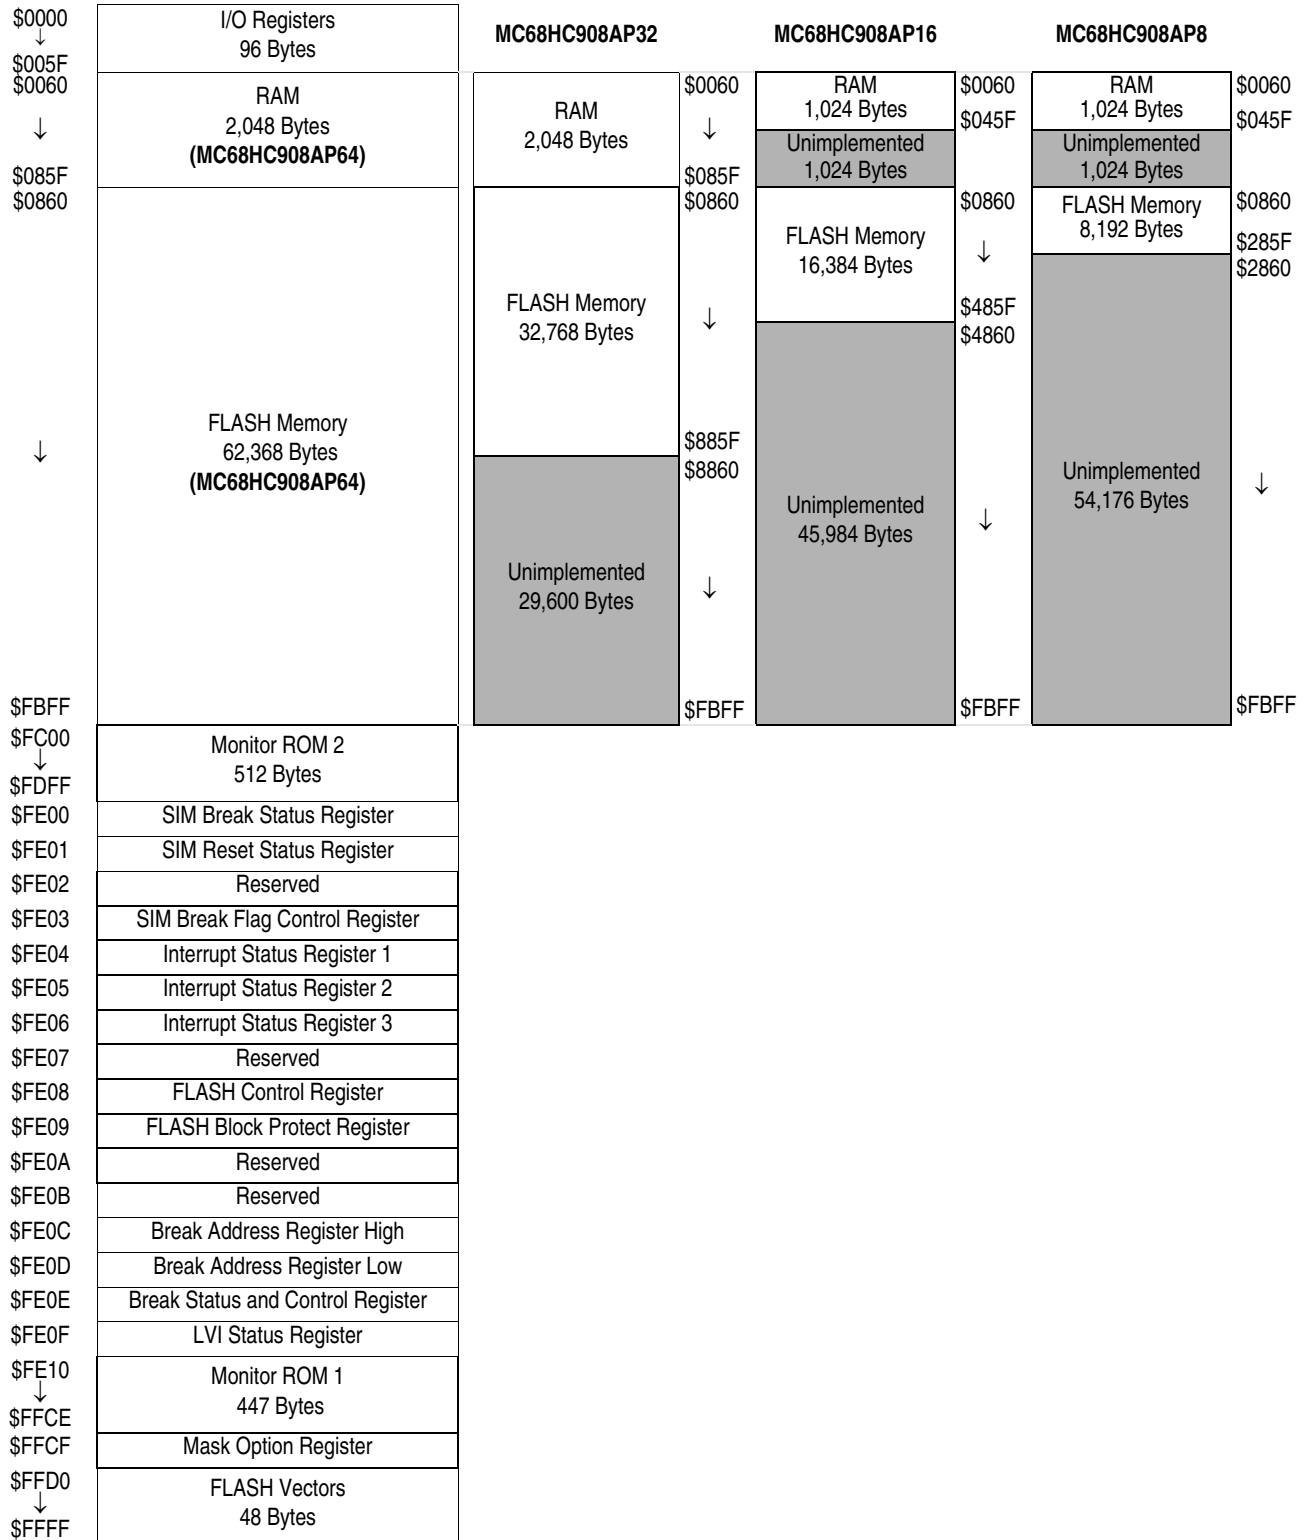 $0000
↓
$005F
I/O Registers
96 Bytes
MC68HC908AP32
MC68HC908AP16
MC68HC908AP8
$0060
↓
$085F
RAM
2,048 Bytes
(MC68HC908AP64)
RAM
2,048 Bytes
$0060
↓
$085F
RAM
1,024 Bytes
$0060
$045F
Unimplemented
1,024 Bytes
RAM
1,024 Bytes
$0060
$045F
Unimplemented
1,024 Bytes
$0860
↓
$FBFF
FLASH Memory
62,368 Bytes
(MC68HC908AP64)
FLASH Memory
32,768 Bytes
$0860
↓
$885F
Unimplemented
29,600 Bytes
$8860
↓
$FBFF
FLASH Memory
16,384 Bytes
$0860
↓
$485F
Unimplemented
45,984 Bytes
$4860
↓
$FBFF
FLASH Memory
8,192 Bytes
$0860
$285F
Unimplemented
54,176 Bytes
$2860
↓
$FBFF
$FC00
↓
$FDFF
Monitor ROM 2
512 Bytes
$FE00 SIM Break Status Register
$FE01 SIM Reset Status Register
$FE02 Reserved
$FE03 SIM Break Flag Control Register
$FE04 Interrupt Status Register 1
$FE05 Interrupt Status Register 2
$FE06 Interrupt Status Register 3
$FE07 Reserved
$FE08 FLASH Control Register
$FE09 FLASH Block Protect Register
$FE0A Reserved
$FE0B Reserved
$FE0C Break Address Register High
$FE0D Break Address Register Low
$FE0E Break Status and Control Register
$FE0F LVI Status Register
$FE10
↓
$FFCE
Monitor ROM 1
447 Bytes
$FFCF Mask Option Register
$FFD0
↓
$FFFF
FLASH Vectors
48 Bytes